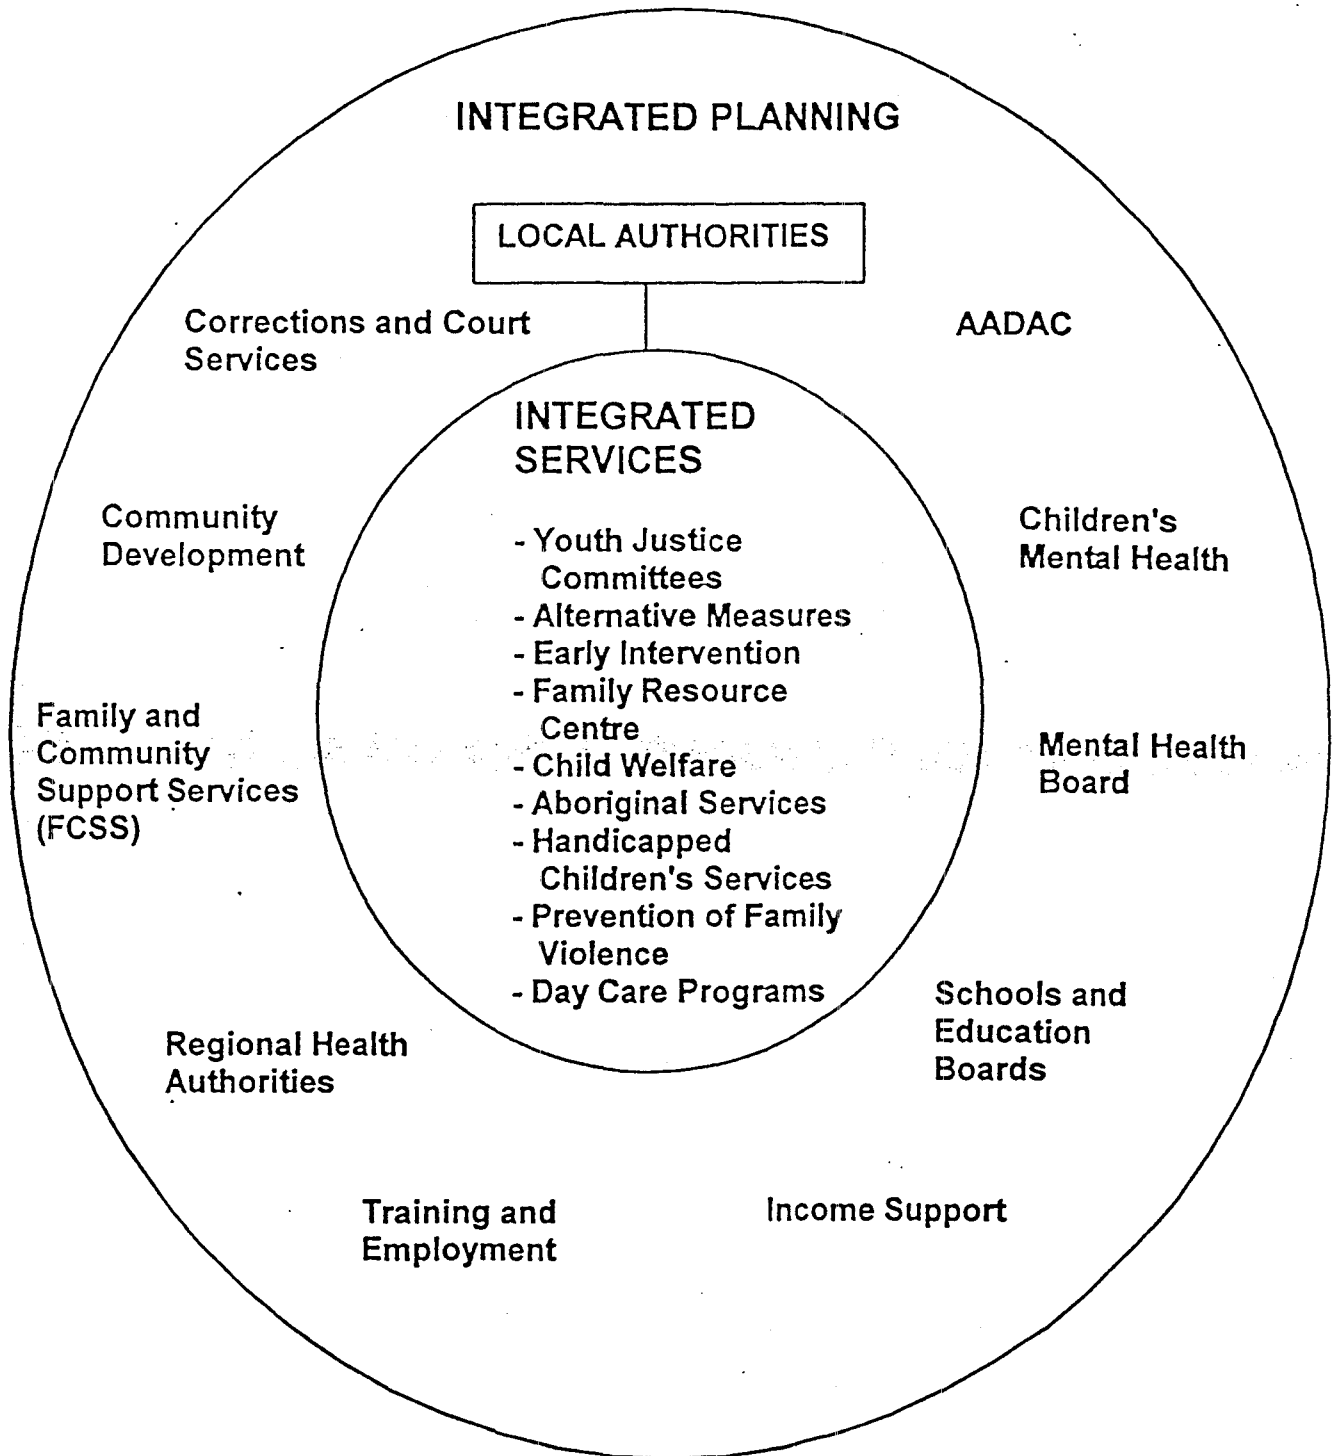 INTEGRATED PLANNING
LOCAL AUTHORITIES
Corrections and Court
Services
AADAC
INTEGRATED
SERVICES
- Youth Justice
Committees
- Alternative Measures
- Early Intervention
- Family Resource
Centre
- Child Welfare
- Aboriginal Services
- Handicapped
Children's Services
- Prevention of Family
Violence
- Day Care Programs
Community
Development
Children's
Mental Health
Family and
Community
Support Services
(FCSS)
Mental Health
Board
Regional Health
Authorities
Schools and
Education
Boards
Training and
Employment
Income Support